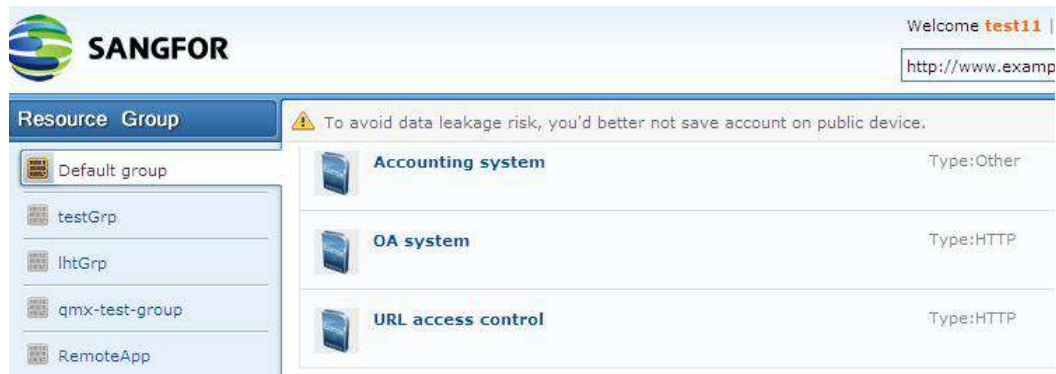 SANGFOR
Welcome test11 |
http://www.examp
Resource Group
To avoid data leakage risk, you'd better not save account on public device.
Default group
testGrp
lhtGrp
qmx-test-group
RemoteApp
Accounting system Type:Other
OA system Type:HTTP
URL access control Type:HTTP